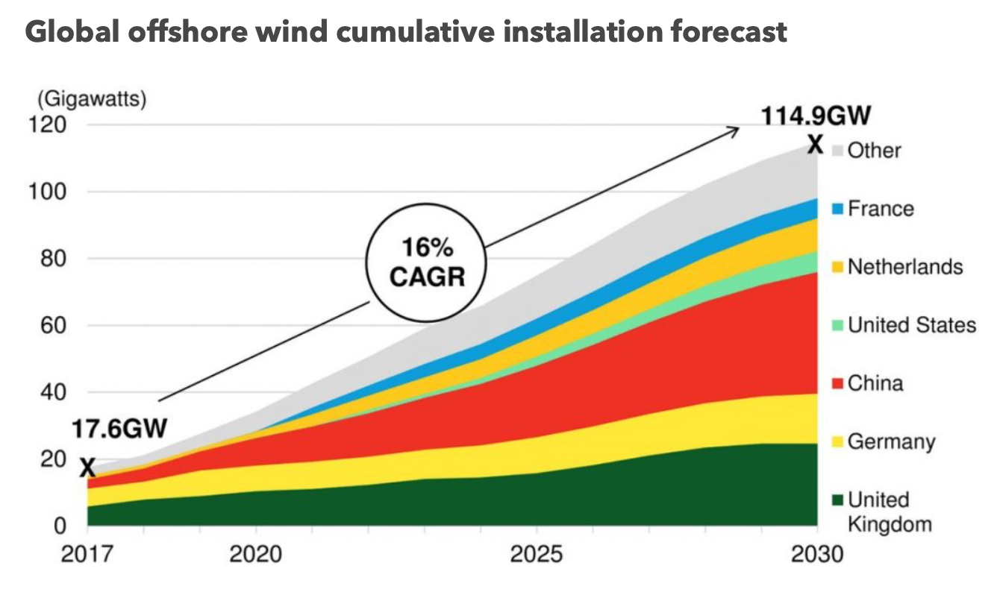 Global offshore wind cumulative installation forecast
(Gigawatts)
120
100
80
60
40
20
0
114.9GW
X
16%
CAGR
17.6GW
X
Other
France
Netherlands
United States
China
Germany
United
Kingdom
2017
2020
2025
2030